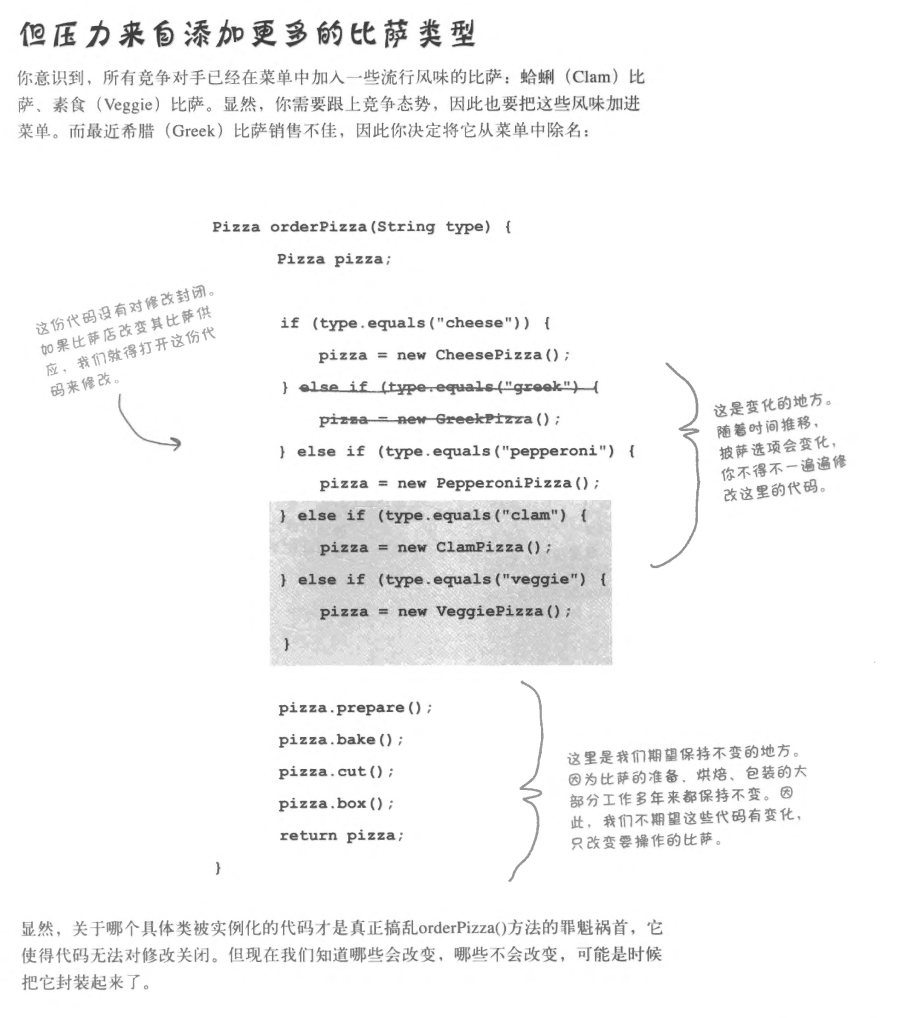 但压力来自添加更多的比萨类型
你意识到，所有竞争对手已经在菜单中加入一些流行风味的比萨：蛤蜊（Clam）比
萨、素食（Veggie）比萨。显然，你需要跟上竞争态势，因此也要把这些风味加进
菜单。而最近希腊（Greek）比萨销售不佳，因此你决定将它从菜单中除名：
Pizza orderPizza(String type) {
Pizza pizza;
这份代码没有对修改封闭。
如果比萨店改变其比萨供
应，我们就得打开这份代
码来修改。
if (type.equals("cheese")) {
pizza = new CheesePizza();
} else if (type.equals("greek") {
pizza = new GreekPizza();
} else if (type.equals("pepperoni") {
pizza = new PepperoniPizza();
} else if (type.equals("clam") {
pizza = new ClamPizza();
} else if (type.equals("veggie") {
pizza = new VeggiePizza();
}
这是变化的地方。
随着时间推移，
披萨选项会变化，
你不得不一遍遍修
改这里的代码。
pizza.prepare();
pizza.bake();
pizza.cut();
pizza.box();
return pizza;
}
这里是我们期望保持不变的地方。
因为比萨的准备、烘焙、包装的大
部分工作多年来都保持不变。因
此，我们不期望这些代码有变化，
只改变要操作的比萨。
显然，关于哪个具体类被实例化的代码才是真正搞乱orderPizza()方法的罪魁祸首，它
使得代码无法对修改关闭。但现在我们知道哪些会改变，哪些不会改变，可能是时候
把它封装起来了。